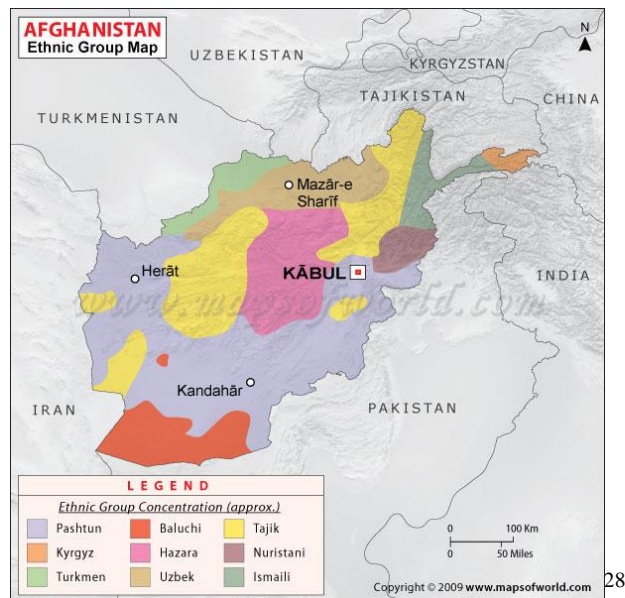 AFGHANISTAN
Ethnic Group Map
N
UZBEKISTAN
KYRGYZSTAN
TAJIKISTAN
CHINA
TURKMENISTAN
Mazār-e
Sharīf
Herāt
KĀBUL
INDIA
www.mapsofworld.com
Kandahār
IRAN
PAKISTAN
LEGEND
Ethnic Group Concentration (approx.)
Pashtun Baluchi Tajik
Kyrgyz Hazara Nuristani
Turkmen Uzbek Ismaili
0 100 Km
0 50 Miles
Copyright © 2009 www.mapsofworld.com
28